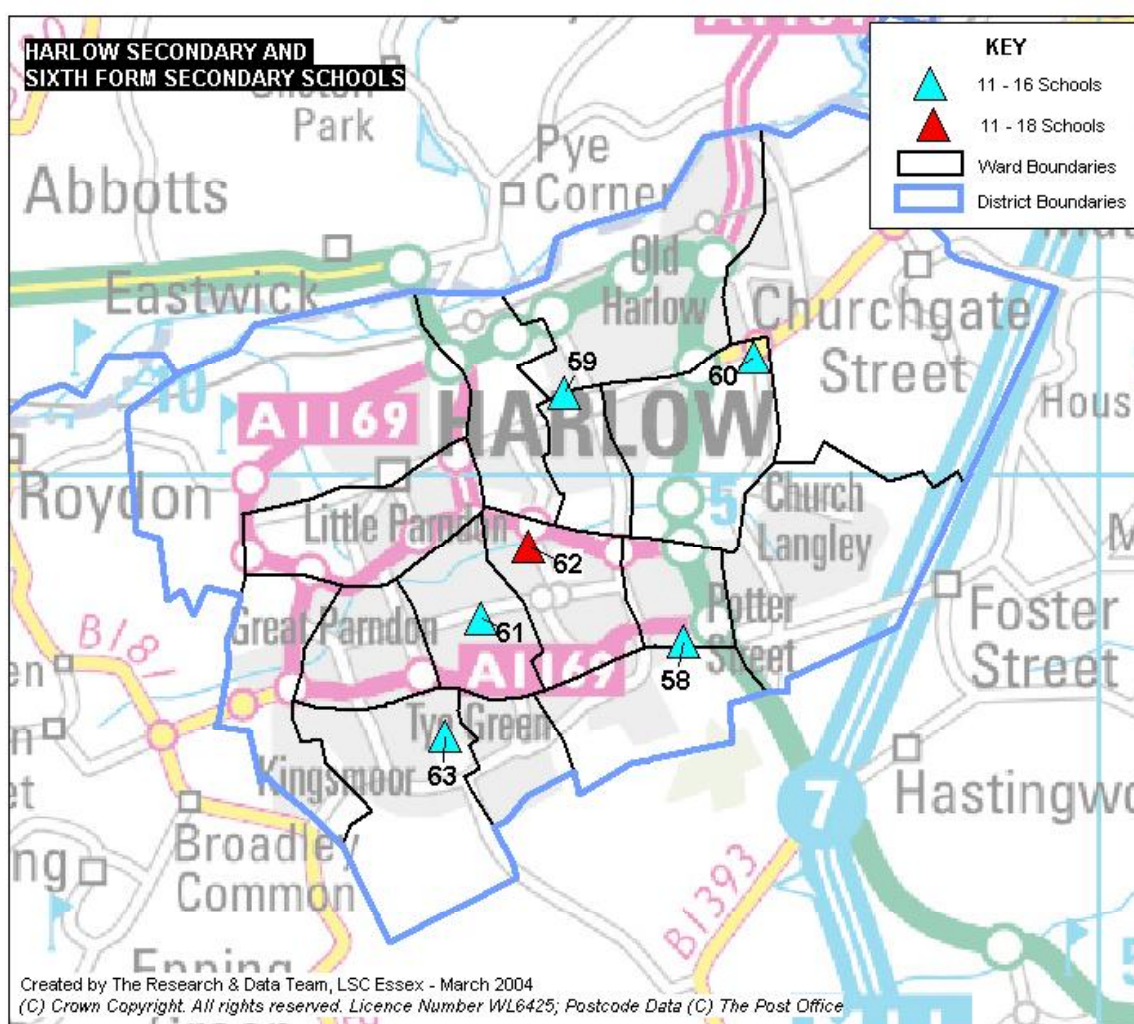 HARLOW SECONDARY AND
SIXTH FORM SECONDARY SCHOOLS
KEY
11 - 16 Schools
11 - 18 Schools
Ward Boundaries
District Boundaries
Park
Pye
Corner
Abbotts
Eastwick
Old
Harlow
Churchgate
Street
59
60
10
A1169
HARLOW
Roydon
Little Parndon
5
Church
Langley
62
Great Parndon
Potter
Street
Foster
Street
B18
61
A1169
58
Tye Green
63
Kingsmoor
7
Broadley
Common
B1393
Epping
Created by The Research & Data Team, LSC Essex - March 2004
(C) Crown Copyright. All rights reserved. Licence Number WL6425; Postcode Data (C) The Post Office